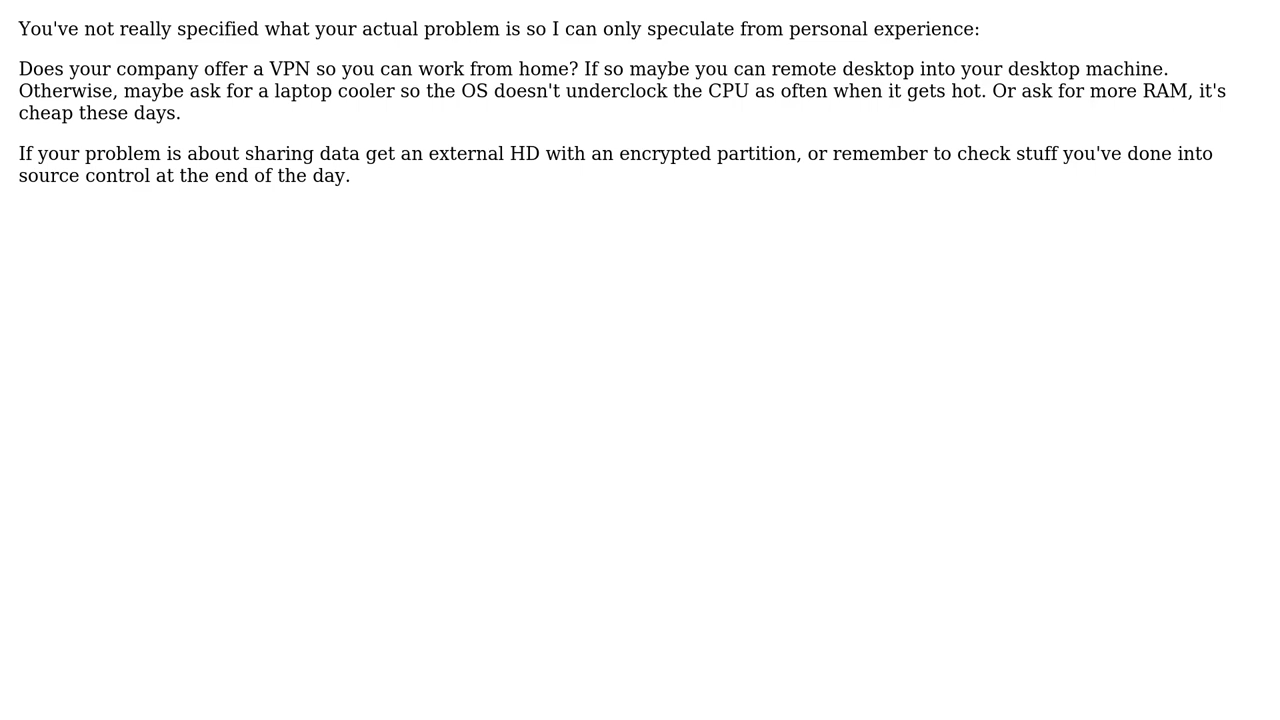 You've not really specified what your actual problem is so I can only speculate from personal experience:
Does your company offer a VPN so you can work from home? If so maybe you can remote desktop into your desktop machine.
Otherwise, maybe ask for a laptop cooler so the OS doesn't underclock the CPU as often when it gets hot. Or ask for more RAM, it's
cheap these days.
If your problem is about sharing data get an external HD with an encrypted partition, or remember to check stuff you've done into
source control at the end of the day.